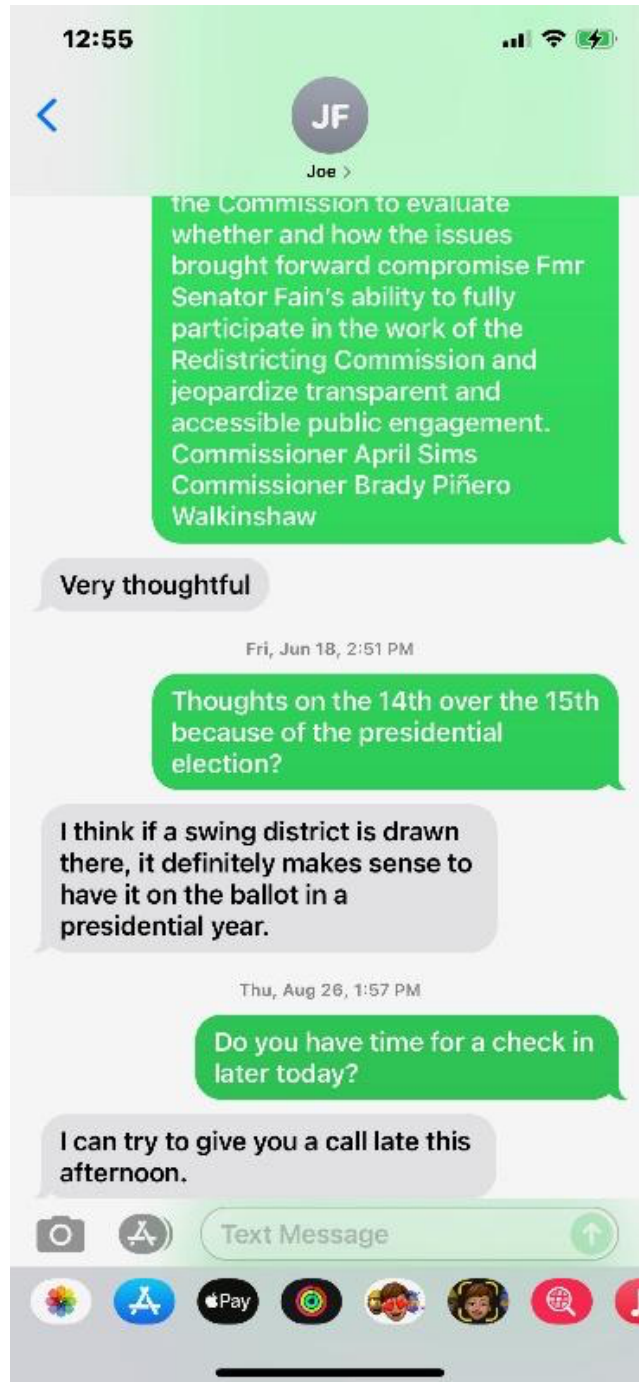 12:55
JF
Joe >
the Commission to evaluate
whether and how the issues
brought forward compromise Fmr
Senator Fain's ability to fully
participate in the work of the
Redistricting Commission and
jeopardize transparent and
accessible public engagement.
Commissioner April Sims
Commissioner Brady Piñero
Walkinshaw
Very thoughtful
Fri, Jun 18, 2:51 PM
Thoughts on the 14th over the 15th
because of the presidential
election?
I think if a swing district is drawn
there, it definitely makes sense to
have it on the ballot in a
presidential year.
Thu, Aug 26, 1:57 PM
Do you have time for a check in
later today?
I can try to give you a call late this
afternoon.
Text Message
Pay